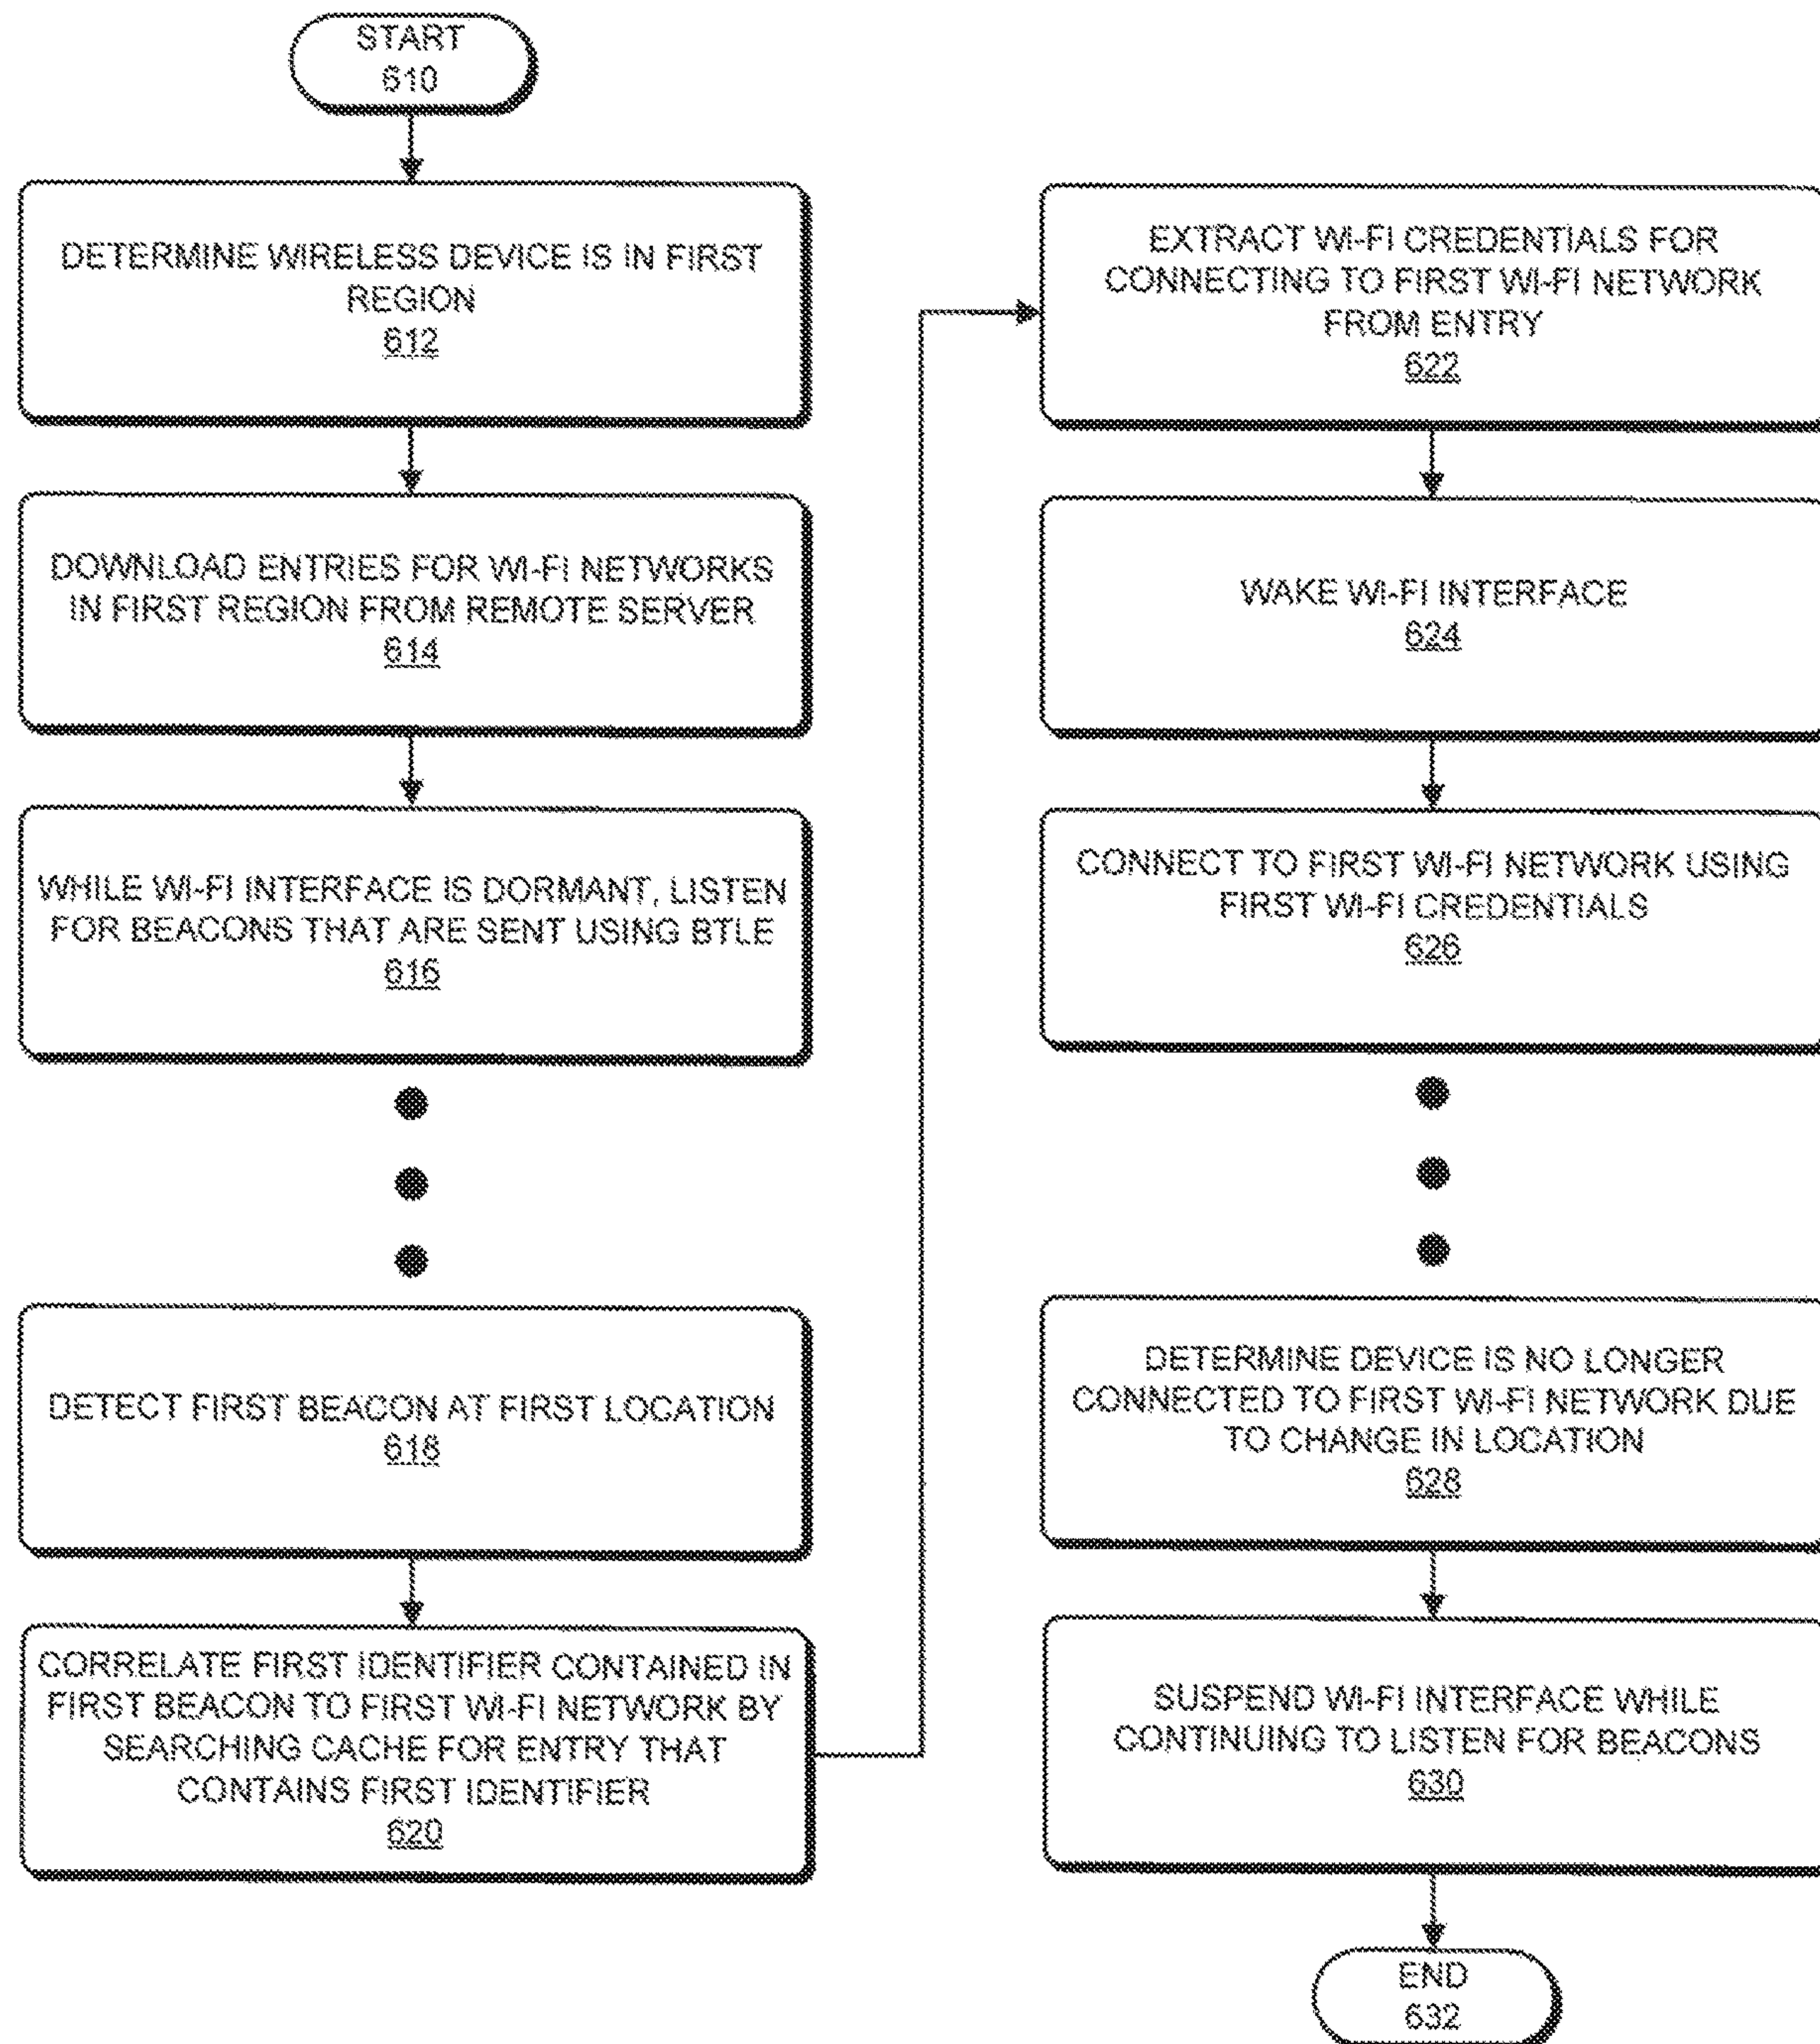 START
610
DETERMINE WIRELESS DEVICE IS IN FIRST
REGION
612
DOWNLOAD ENTRIES FOR WI-FI NETWORKS
IN FIRST REGION FROM REMOTE SERVER
614
WHILE WI-FI INTERFACE IS DORMANT, LISTEN
FOR BEACONS THAT ARE SENT USING BTLE
616
DETECT FIRST BEACON AT FIRST LOCATION
618
CORRELATE FIRST IDENTIFIER CONTAINED IN
FIRST BEACON TO FIRST WI-FI NETWORK BY
SEARCHING CACHE FOR ENTRY THAT
CONTAINS FIRST IDENTIFIER
620
EXTRACT WI-FI CREDENTIALS FOR
CONNECTING TO FIRST WI-FI NETWORK
FROM ENTRY
622
WAKE WI-FI INTERFACE
624
CONNECT TO FIRST WI-FI NETWORK USING
FIRST WI-FI CREDENTIALS
626
DETERMINE DEVICE IS NO LONGER
CONNECTED TO FIRST WI-FI NETWORK DUE
TO CHANGE IN LOCATION
628
SUSPEND WI-FI INTERFACE WHILE
CONTINUING TO LISTEN FOR BEACONS
630
END
632